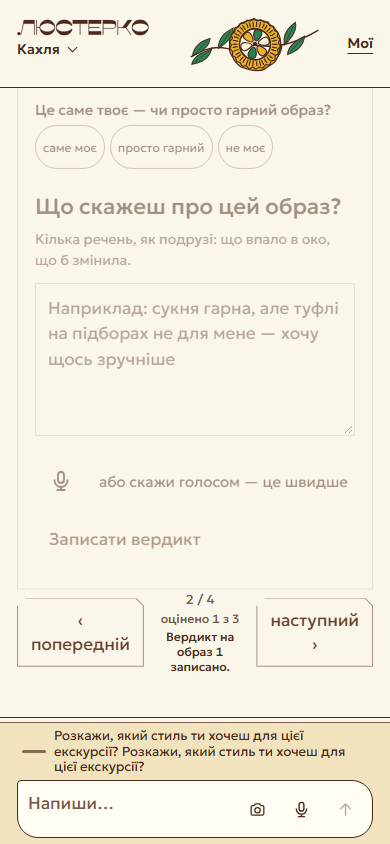 ЛЮСТЕРКО
Кахля
Мої
Це саме твоє — чи просто гарний образ?
саме моє
просто гарний
не моє
Що скажеш про цей образ?
Кілька речень, як подрузі: що впало в око,
що б змінила.
Наприклад: сукня гарна, але туфлі
на підборах не для мене — хочу
щось зручніше
або скажи голосом — це швидше
Записати вердикт
‹
попередній
2 / 4
оцінено 1 з 3
Вердикт на
образ 1
записано.
наступний
›
Розкажи, який стиль ти хочеш для цієї
екскурсії? Розкажи, який стиль ти хочеш для
цієї екскурсії?
Напиши...